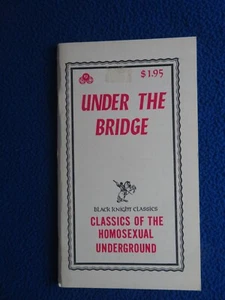 $1.95
UNDER THE
BRIDGE
BLACK KNIGHT CLASSICS
CLASSICS OF THE
HOMOSEXUAL
UNDERGROUND